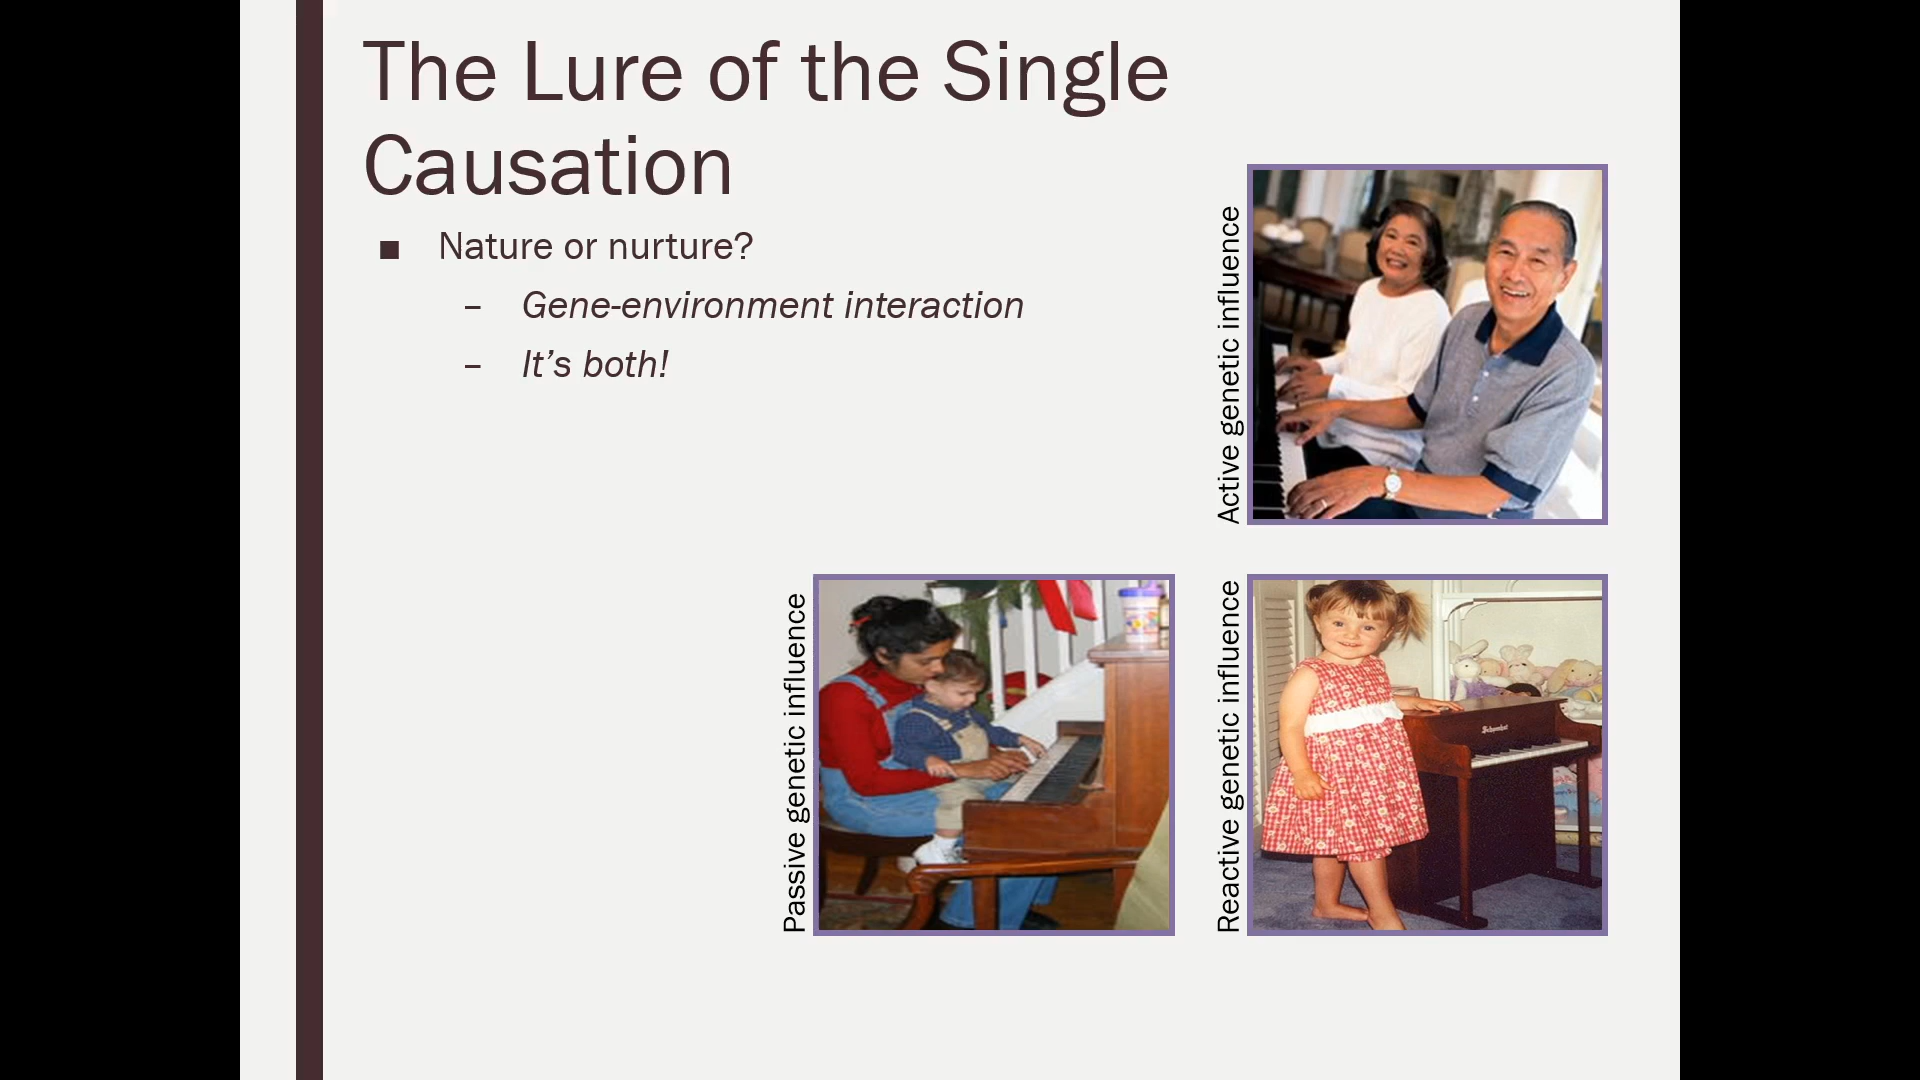 The Lure of the Single
Causation
■ Nature or nurture?
– Gene-environment interaction
– It’s both!
Active genetic influence
Passive genetic influence
Reactive genetic influence